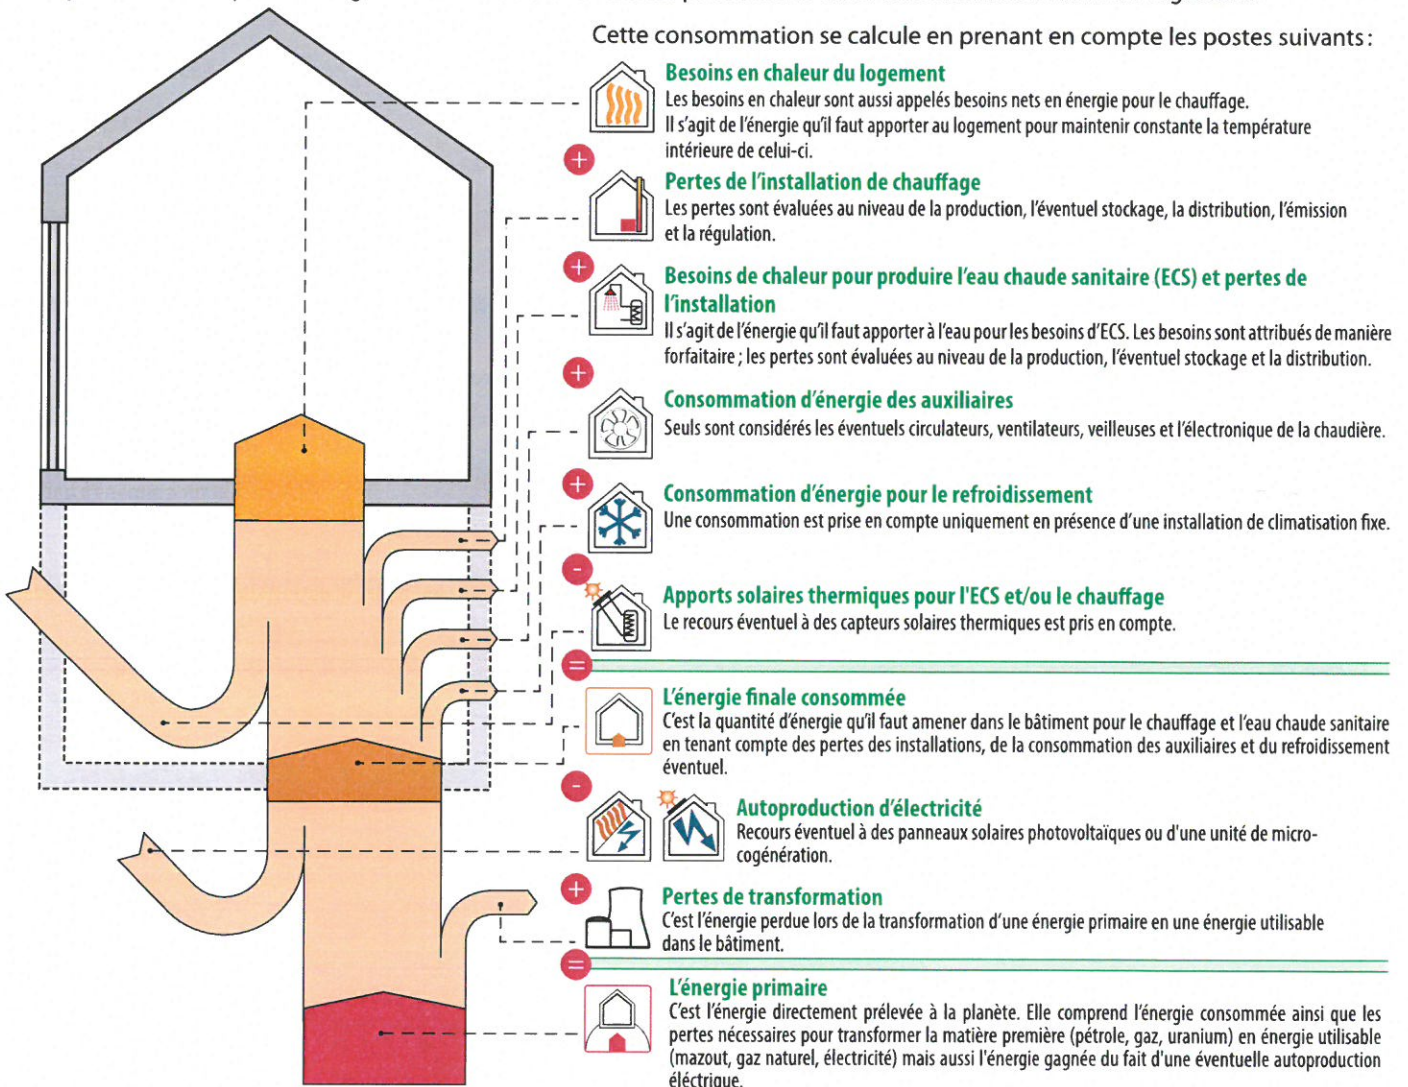 Cette consommation se calcule en prenant en compte les postes suivants :
Besoins en chaleur du logement
Les besoins en chaleur sont aussi appelés besoins nets en énergie pour le chauffage.
Il s'agit de l'énergie qu'il faut apporter au logement pour maintenir constante la température
intérieure de celui-ci.
+
Pertes de l'installation de chauffage
Les pertes sont évaluées au niveau de la production, l'éventuel stockage, la distribution, l'émission
et la régulation.
+
Besoins de chaleur pour produire l'eau chaude sanitaire (ECS) et pertes de
l'installation
Il s'agit de l'énergie qu'il faut apporter à l'eau pour les besoins d'ECS. Les besoins sont attribués de manière
forfaitaire ; les pertes sont évaluées au niveau de la production, l'éventuel stockage et la distribution.
+
Consommation d'énergie des auxiliaires
Seuls sont considérés les éventuels circulateurs, ventilateurs, veilleuses et l'électronique de la chaudière.
+
Consommation d'énergie pour le refroidissement
Une consommation est prise en compte uniquement en présence d'une installation de climatisation fixe.
-
Apports solaires thermiques pour l'ECS et/ou le chauffage
Le recours éventuel à des capteurs solaires thermiques est pris en compte.
=
L'énergie finale consommée
C'est la quantité d'énergie qu'il faut amener dans le bâtiment pour le chauffage et l'eau chaude sanitaire
en tenant compte des pertes des installations, de la consommation des auxiliaires et du refroidissement
éventuel.
-
Autoproduction d'électricité
Recours éventuel à des panneaux solaires photovoltaïques ou d'une unité de micro-
cogénération.
+
Pertes de transformation
C'est l'énergie perdue lors de la transformation d'une énergie primaire en une énergie utilisable
dans le bâtiment.
=
L'énergie primaire
C'est l'énergie directement prélevée à la planète. Elle comprend l'énergie consommée ainsi que les
pertes nécessaires pour transformer la matière première (pétrole, gaz, uranium) en énergie utilisable
(mazout, gaz naturel, électricité) mais aussi l'énergie gagnée du fait d'une éventuelle autoproduction
éléctrique.